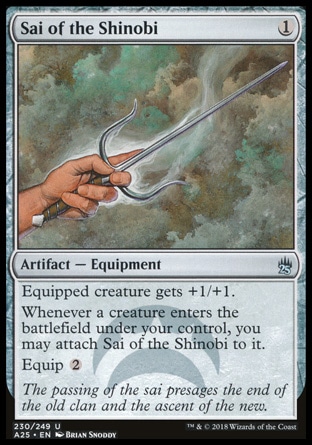 Sai of the Shinobi 1
Artifact — Equipment
Equipped creature gets +1/+1.
Whenever a creature enters the
battlefield under your control, you
may attach Sai of the Shinobi to it.
Equip 2
The passing of the sai presages the end of
the old clan and the ascent of the new.
230/249 U
A25 • EN Brian Snoddy
™ & © 2018 Wizards of the Coast
25